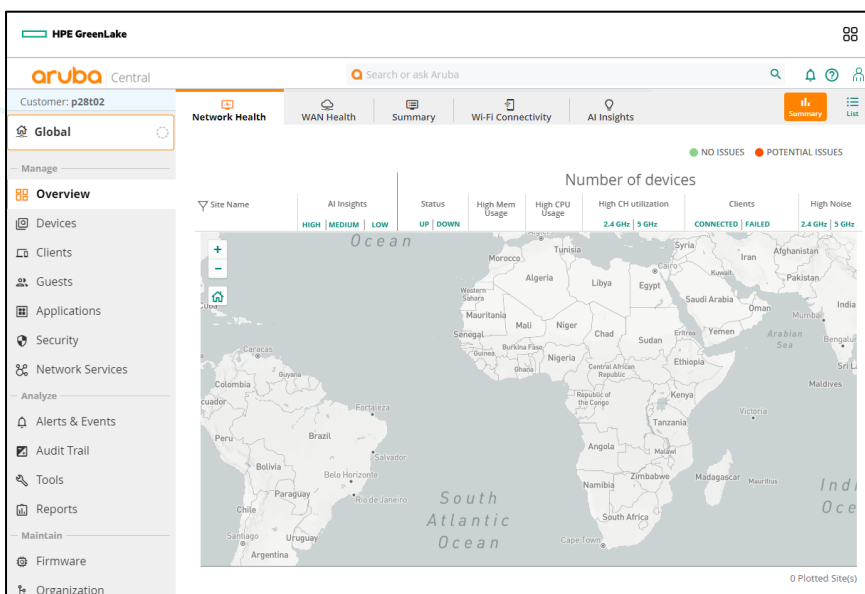 HPE GreenLake
aruba Central
Search or ask Aruba
Customer: p28t02
Global
Manage
Overview
Devices
Clients
Guests
Applications
Security
Network Services
Analyze
Alerts & Events
Audit Trail
Tools
Reports
Maintain
Firmware
Organization
Network Health
WAN Health
Summary
Wi-Fi Connectivity
AI Insights
Summary
List
NO ISSUES
POTENTIAL ISSUES
Number of devices
Site Name
AI Insights
Status
High Mem
Usage
High CPU
Usage
High CH utilization
Clients
High Noise
HIGH | MEDIUM | LOW
UP | DOWN
2.4 GHz | 5 GHz
CONNECTED | FAILED
2.4 GHz | 5 GHz
Ocean
+
−
Morocco
Tunisia
Syria
Iran
Afghanistan
Cairo
Kuwait
Algeria
Libya
Egypt
Pakistan
Western
Sahara
Saudi Arabia
Oman
India
Mauritania
Mumbai
Mali
Niger
Chad
Sudan
Eritrea
Yemen
Arabian
Sea
Bengalu
Senegal
Burkina Faso
Guinea
Ghana
Nigeria
Central African
Republic
Ethiopia
Sri L
Maldives
Caracas
Guyana
Colombia
cuador
Republic of
the Congo
Kenya
Victoria
Tanzania
Fortaleza
Peru
Brazil
Salvador
Angola
Malawi
Bolivia
Belo Horizonte
Zimbabwe
Namibia
Madagascar
Mauritius
Paraguay
Rio de Janeiro
Chile
South
Atlantic
Ocean
South Africa
Indi
Oce
Santiago
Uruguay
Argentina
Cape Town
0 Plotted Site(s)